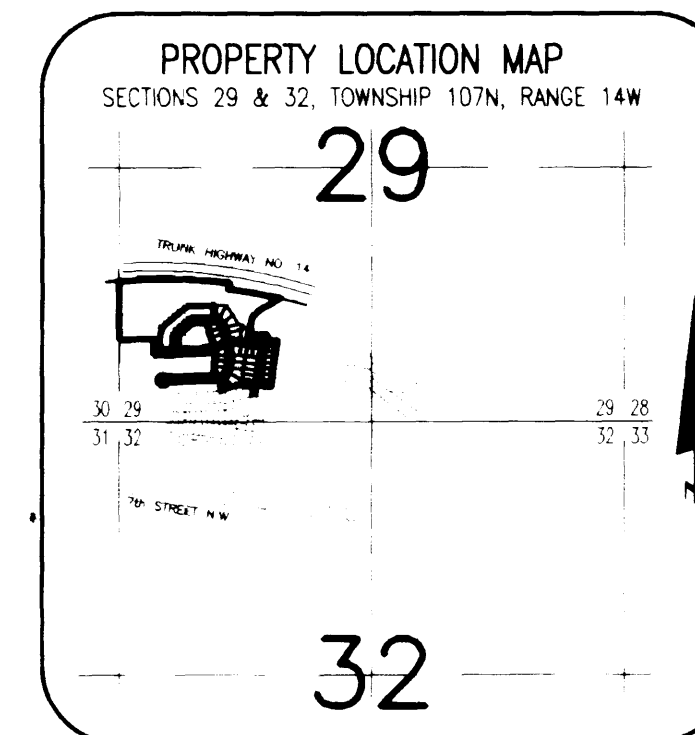 PROPERTY LOCATION MAP
SECTIONS 29 & 32, TOWNSHIP 107N, RANGE 14W
29
TRUNK HIGHWAY NO 14
30 29
29 28
31 32
32 33
7th STREET N W
N
32